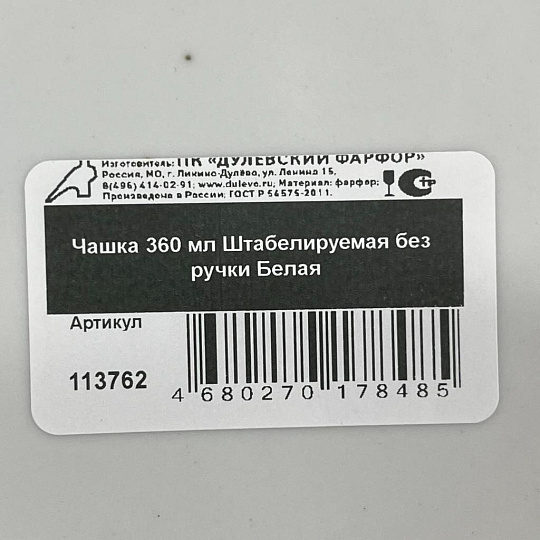 Изготовитель: ПК «ДУЛЕВСКИЙ ФАРФОР»
Россия, МО, г. Ликино-Дулёво, ул. Ленина 15,
8(496) 414-02-91; www.dulevo.ru; Материал: фарфор;
Произведено в России; ГОСТ Р 54575-2011.
Чашка 360 мл Штабелируемая без
ручки Белая
Артикул
113762
4 680270 178485